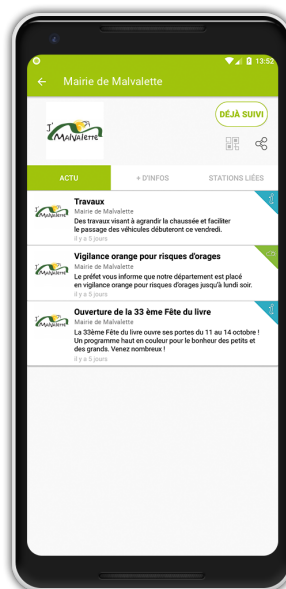 13:52
Mairie de Malvalette
J'
MALVALETTE
DÉJÀ SUIVI
ACTU
+ D'INFOS
STATIONS LIÉES
Travaux
Mairie de Malvalette
Des travaux visant à agrandir la chaussée et faciliter
le passage des véhicules débuteront ce vendredi.
il y a 5 jours
Vigilance orange pour risques d'orages
Mairie de Malvalette
Le préfet vous informe que notre département est placé
en vigilance orange pour risques d'orages jusqu'à lundi soir.
il y a 5 jours
Ouverture de la 33 ème Fête du livre
Mairie de Malvalette
La 33ème Fête du livre ouvre ses portes du 11 au 14 octobre !
Un programme haut en couleur pour le bonheur des petits et
des grands. Venez nombreux !
il y a 5 jours